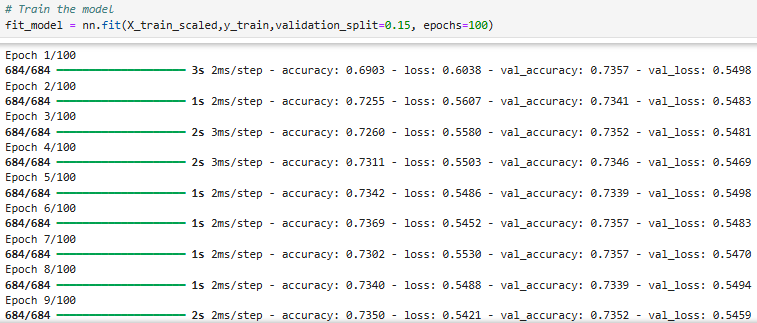 # Train the model
fit_model = nn.fit(X_train_scaled,y_train,validation_split=0.15, epochs=100)
Epoch 1/100
684/684 ━━━━━━━━━━━━━━━━━━━━ 3s 2ms/step - accuracy: 0.6903 - loss: 0.6038 - val_accuracy: 0.7357 - val_loss: 0.5498
Epoch 2/100
684/684 ━━━━━━━━━━━━━━━━━━━━ 1s 2ms/step - accuracy: 0.7255 - loss: 0.5607 - val_accuracy: 0.7341 - val_loss: 0.5483
Epoch 3/100
684/684 ━━━━━━━━━━━━━━━━━━━━ 2s 3ms/step - accuracy: 0.7260 - loss: 0.5580 - val_accuracy: 0.7352 - val_loss: 0.5481
Epoch 4/100
684/684 ━━━━━━━━━━━━━━━━━━━━ 2s 3ms/step - accuracy: 0.7311 - loss: 0.5503 - val_accuracy: 0.7346 - val_loss: 0.5469
Epoch 5/100
684/684 ━━━━━━━━━━━━━━━━━━━━ 1s 2ms/step - accuracy: 0.7342 - loss: 0.5486 - val_accuracy: 0.7339 - val_loss: 0.5498
Epoch 6/100
684/684 ━━━━━━━━━━━━━━━━━━━━ 1s 2ms/step - accuracy: 0.7369 - loss: 0.5452 - val_accuracy: 0.7357 - val_loss: 0.5483
Epoch 7/100
684/684 ━━━━━━━━━━━━━━━━━━━━ 1s 2ms/step - accuracy: 0.7302 - loss: 0.5530 - val_accuracy: 0.7357 - val_loss: 0.5470
Epoch 8/100
684/684 ━━━━━━━━━━━━━━━━━━━━ 1s 2ms/step - accuracy: 0.7340 - loss: 0.5488 - val_accuracy: 0.7339 - val_loss: 0.5494
Epoch 9/100
684/684 ━━━━━━━━━━━━━━━━━━━━ 2s 2ms/step - accuracy: 0.7350 - loss: 0.5421 - val_accuracy: 0.7352 - val_loss: 0.5459